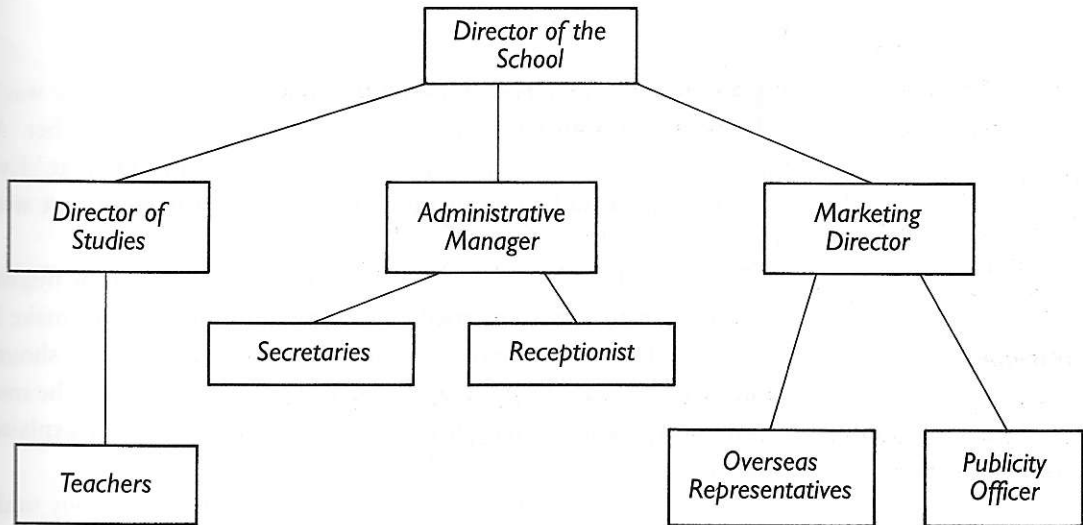 Director of the
School
Director of
Studies
Administrative
Manager
Marketing
Director
Secretaries
Receptionist
Teachers
Overseas
Representatives
Publicity
Officer